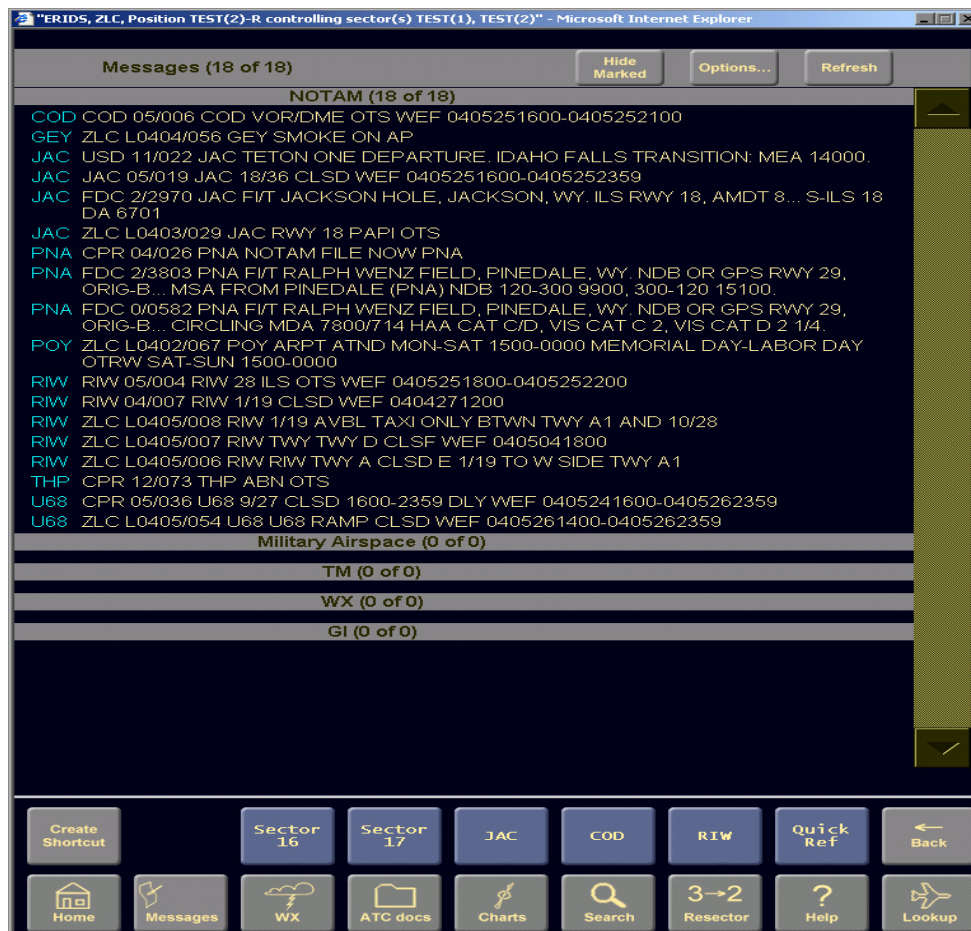 "ERIDS, ZLC, Position TEST(2)-R controlling sector(s) TEST(1), TEST(2)" - Microsoft Internet Explorer
Messages (18 of 18)
Hide
Marked
Options...
Refresh
NOTAM (18 of 18)
COD COD 05/006 COD VOR/DME OTS WEF 0405251600-0405252100
GEY ZLC L0404/056 GEY SMOKE ON AP
JAC USD 11/022 JAC TETON ONE DEPARTURE. IDAHO FALLS TRANSITION: MEA 14000.
JAC JAC 05/019 JAC 18/36 CLSD WEF 0405251600-0405252359
JAC FDC 2/2970 JAC FI/T JACKSON HOLE, JACKSON, WY. ILS RWY 18, AMDT 8... S-ILS 18
DA 6701
JAC ZLC L0403/029 JAC RWY 18 PAPI OTS
PNA CPR 04/026 PNA NOTAM FILE NOW PNA
PNA FDC 2/3803 PNA FI/T RALPH WENZ FIELD, PINEDALE, WY. NDB OR GPS RWY 29,
ORIG-B... MSA FROM PINEDALE (PNA) NDB 120-300 9900, 300-120 15100.
PNA FDC 0/0582 PNA FI/T RALPH WENZ FIELD, PINEDALE, WY. NDB OR GPS RWY 29,
ORIG-B... CIRCLING MDA 7800/714 HAA CAT C/D, VIS CAT C 2, VIS CAT D 2 1/4.
POY ZLC L0402/067 POY ARPT ATND MON-SAT 1500-0000 MEMORIAL DAY-LABOR DAY
OTRW SAT-SUN 1500-0000
RIW RIW 05/004 RIW 28 ILS OTS WEF 0405251800-0405252200
RIW RIW 04/007 RIW 1/19 CLSD WEF 0404271200
RIW ZLC L0405/008 RIW 1/19 AVBL TAXI ONLY BTWN TWY A1 AND 10/28
RIW ZLC L0405/007 RIW TWY TWY D CLSF WEF 0405041800
RIW ZLC L0405/006 RIW RIW TWY A CLSD E 1/19 TO W SIDE TWY A1
THP CPR 12/073 THP ABN OTS
U68 CPR 05/036 U68 9/27 CLSD 1600-2359 DLY WEF 0405241600-0405262359
U68 ZLC L0405/054 U68 U68 RAMP CLSD WEF 0405261400-0405262359
Military Airspace (0 of 0)
TM (0 of 0)
WX (0 of 0)
GI (0 of 0)
Create
Shortcut
Sector
16
Sector
17
JAC
COD
RIW
Quick
Ref
Back
Home
Messages
WX
ATC docs
Charts
Search
3→2
Resector
?
Help
Lookup